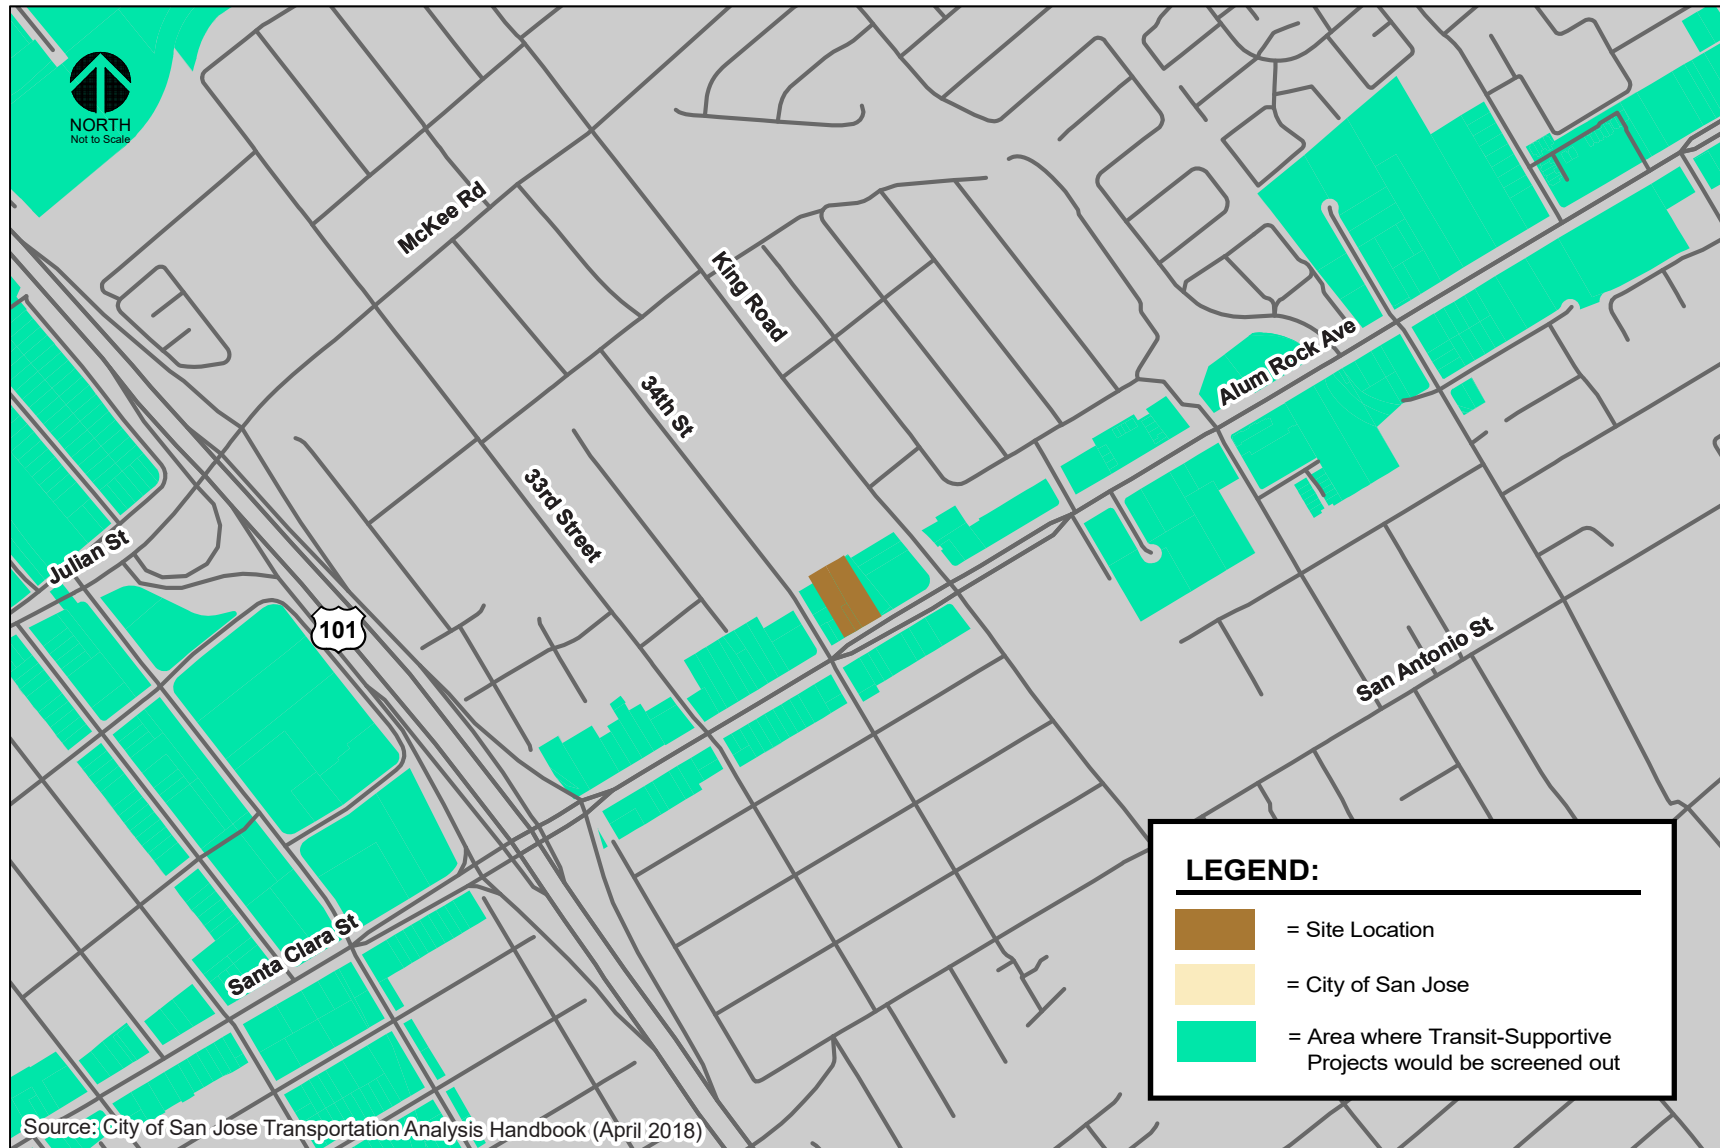 NORTH
Not to Scale
McKee Rd
King Road
Alum Rock Ave
34th St
33rd Street
Julian St
101
San Antonio St
Santa Clara St
LEGEND:
= Site Location
= City of San Jose
= Area where Transit-Supportive
Projects would be screened out
Source: City of San Jose Transportation Analysis Handbook (April 2018)